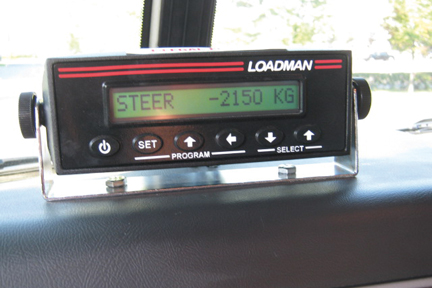 LOADMAN
STEER -2150 KG
SET
PROGRAM SELECT